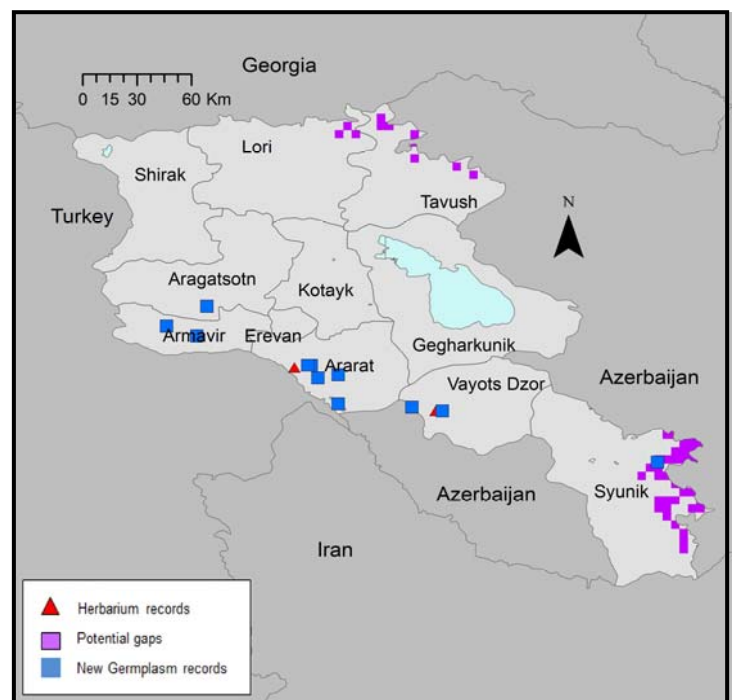 Georgia
0 15 30 60 Km
Lori
Shirak
Tavush
Turkey
N
Aragatsotn
Kotayk
Armavir
Erevan
Gegharkunik
Ararat
Vayots Dzor
Azerbaijan
Syunik
Azerbaijan
Iran
Herbarium records
Potential gaps
New Germplasm records